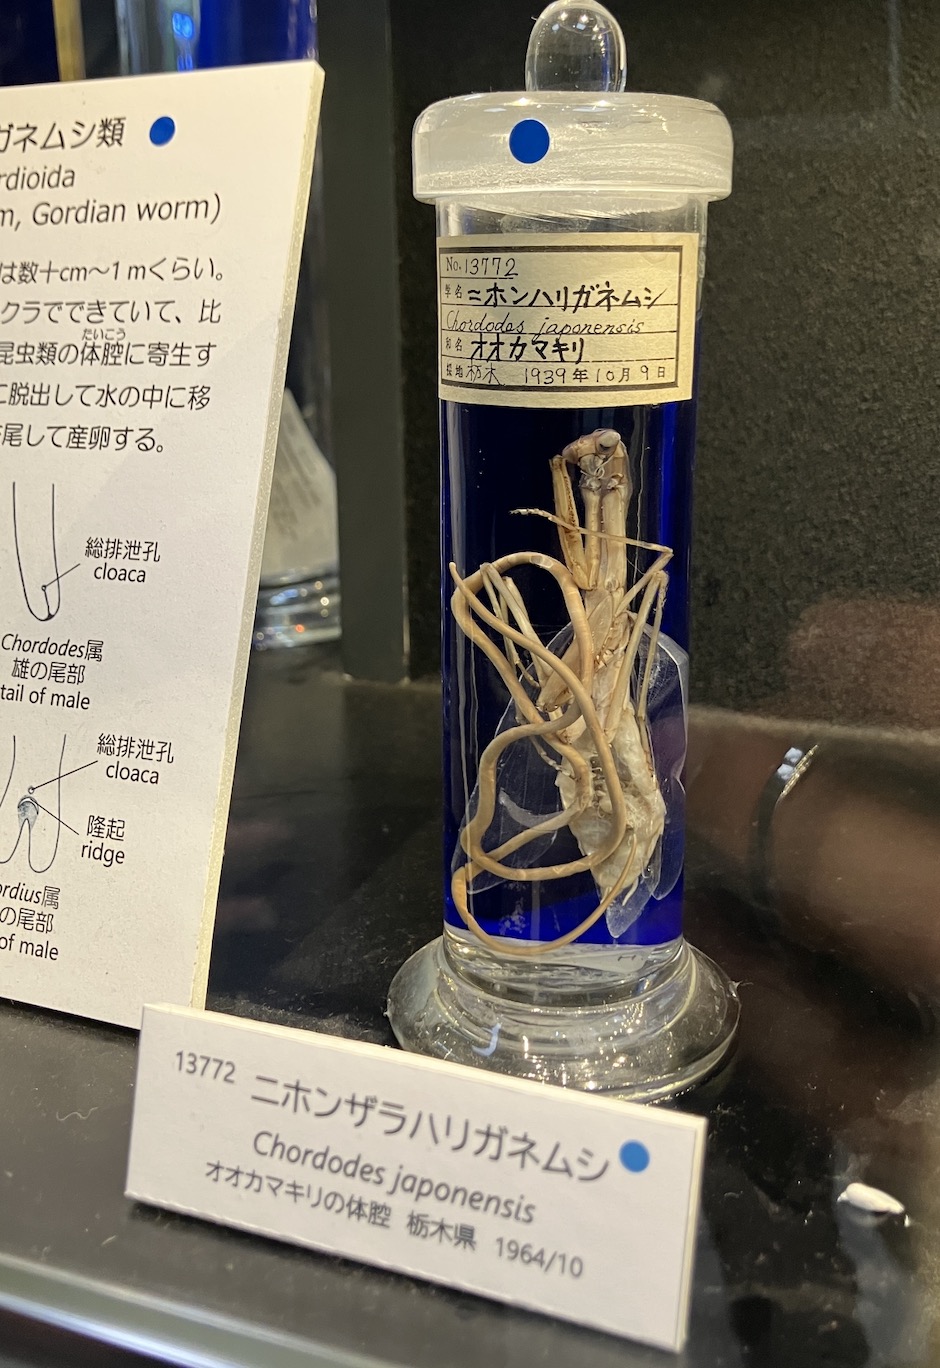 ガネムシ類
rdioida
m, Gordian worm)
は数十cm〜1 mくらい。
クラでできていて、比
たいこう
昆虫類の体腔に寄生す
に脱出して水の中に移
尾して産卵する。
総排泄孔
cloaca
Chordodes属
雄の尾部
tail of male
総排泄孔
cloaca
隆起
ridge
ordius属
の尾部
of male
No. 13772
学名 ニホンハリガネムシ
Chordodes japonensis
和名 オオカマキリ
採地 栃木 1939年10月9日
13772 ニホンザラハリガネムシ
Chordodes japonensis
オオカマキリの体腔 栃木県 1964/10